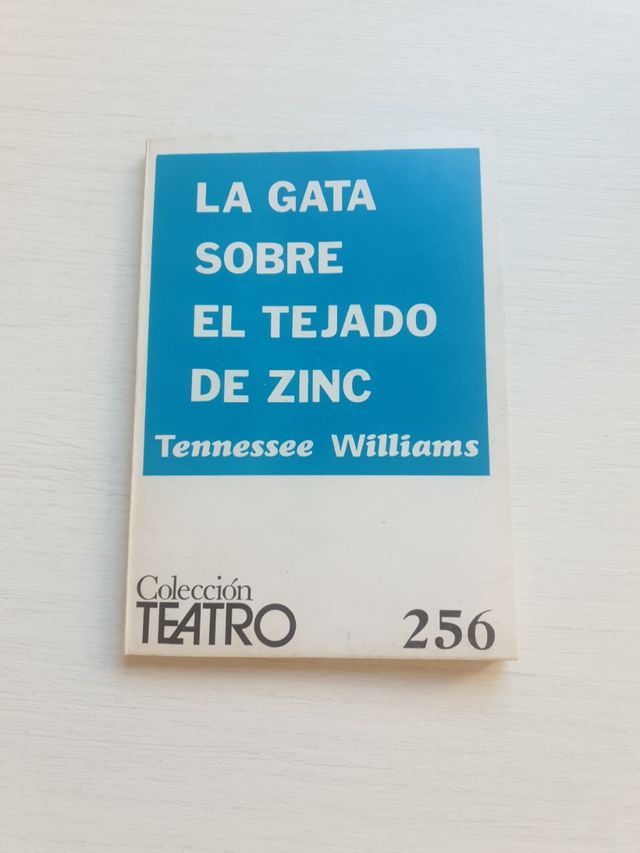 LA GATA
SOBRE
EL TEJADO
DE ZINC
Tennessee Williams
Colección
TEATRO
256